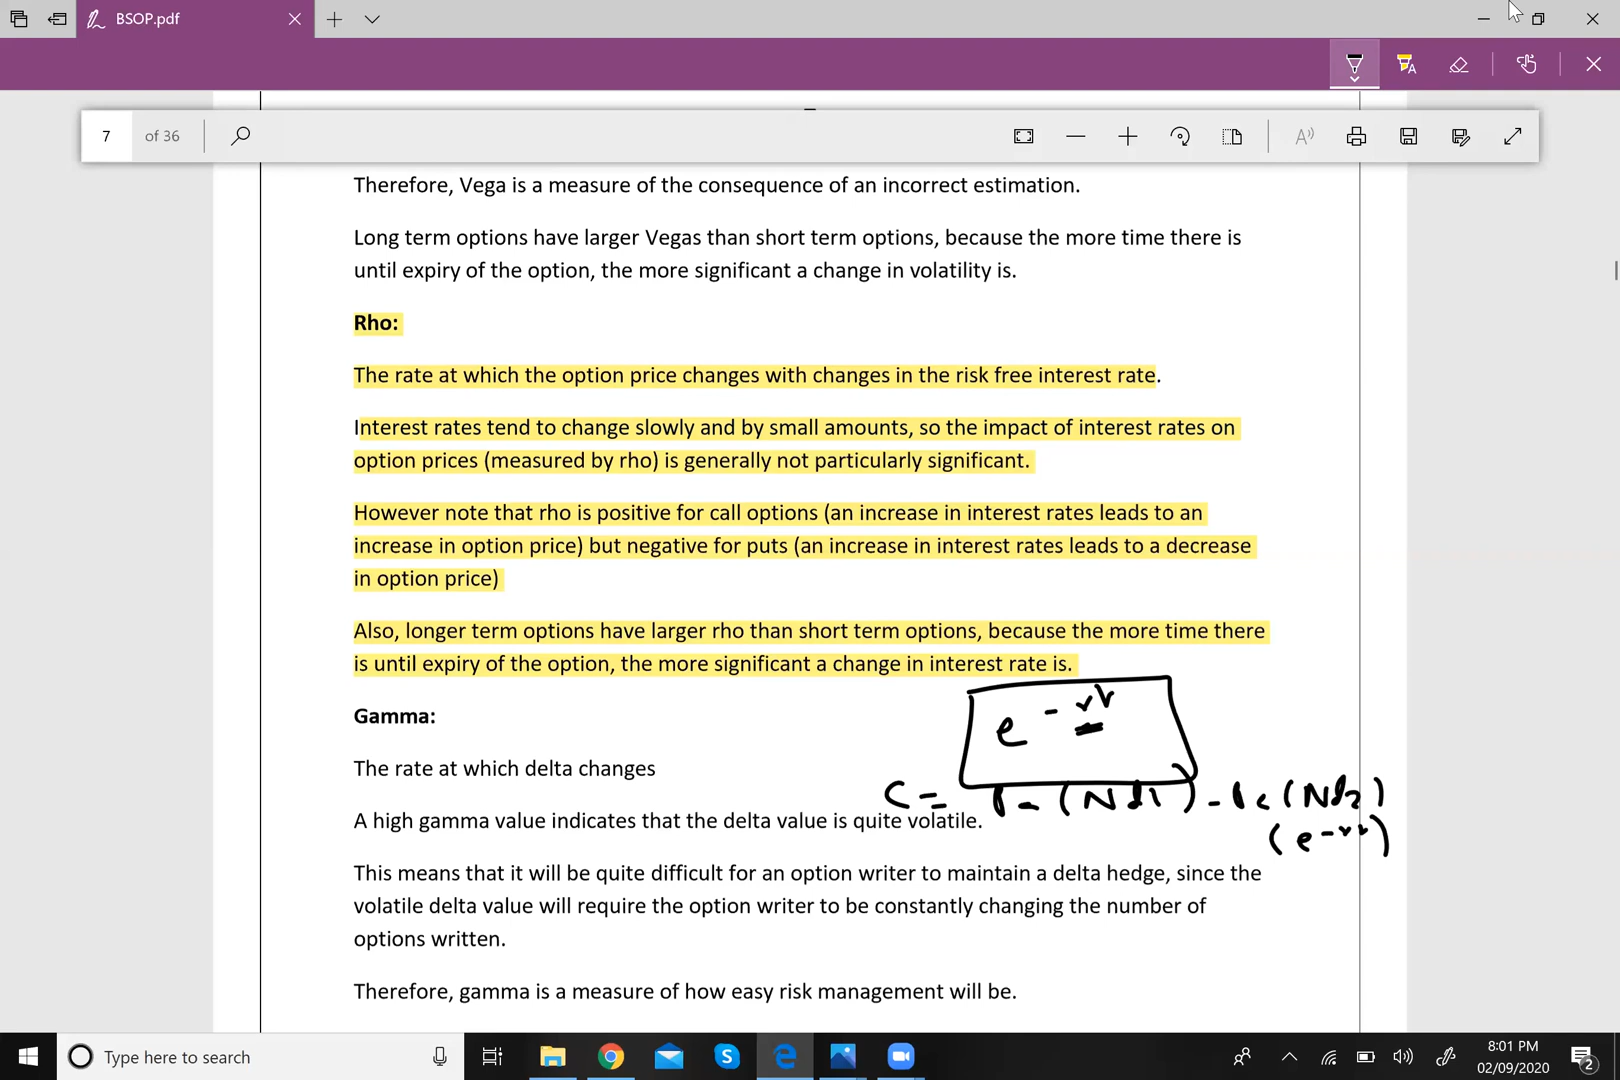 BSOP.pdf
7 of 36
Therefore, Vega is a measure of the consequence of an incorrect estimation.
Long term options have larger Vegas than short term options, because the more time there is
until expiry of the option, the more significant a change in volatility is.
Rho:
The rate at which the option price changes with changes in the risk free interest rate.
Interest rates tend to change slowly and by small amounts, so the impact of interest rates on
option prices (measured by rho) is generally not particularly significant.
However note that rho is positive for call options (an increase in interest rates leads to an
increase in option price) but negative for puts (an increase in interest rates leads to a decrease
in option price)
Also, longer term options have larger rho than short term options, because the more time there
is until expiry of the option, the more significant a change in interest rate is.
Gamma:
e -
The rate at which delta changes
C = (Nd1) - (Nd2)
A high gamma value indicates that the delta value is quite volatile.
(e -
This means that it will be quite difficult for an option writer to maintain a delta hedge, since the
volatile delta value will require the option writer to be constantly changing the number of
options written.
Therefore, gamma is a measure of how easy risk management will be.
Type here to search
8:01 PM
02/09/2020
2